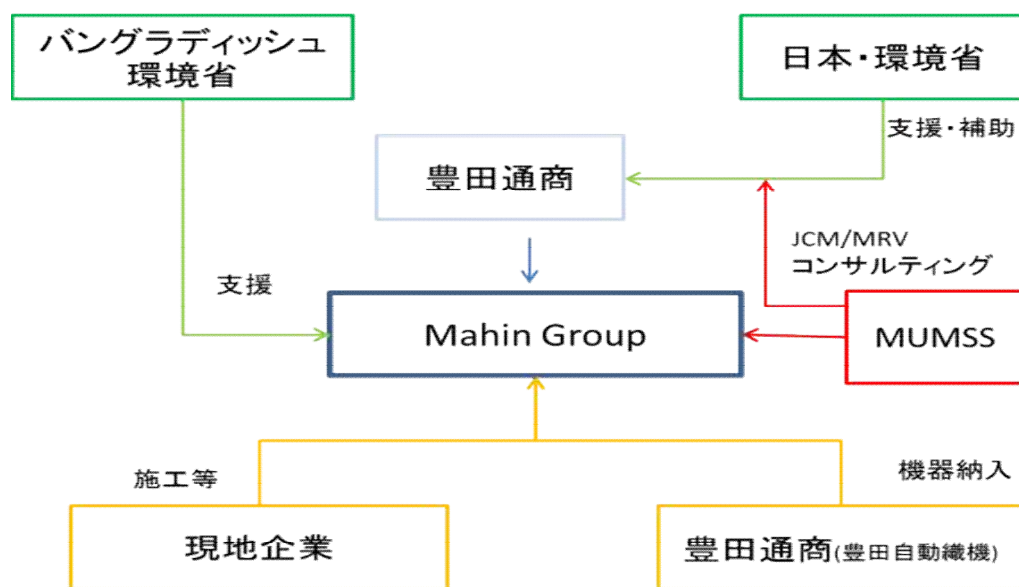 バングラディッシュ
環境省
日本・環境省
支援・補助
豊田通商
JCM/MRV
コンサルティング
支援
Mahin Group
MUMSS
施工等
機器納入
現地企業
豊田通商(豊田自動織機)